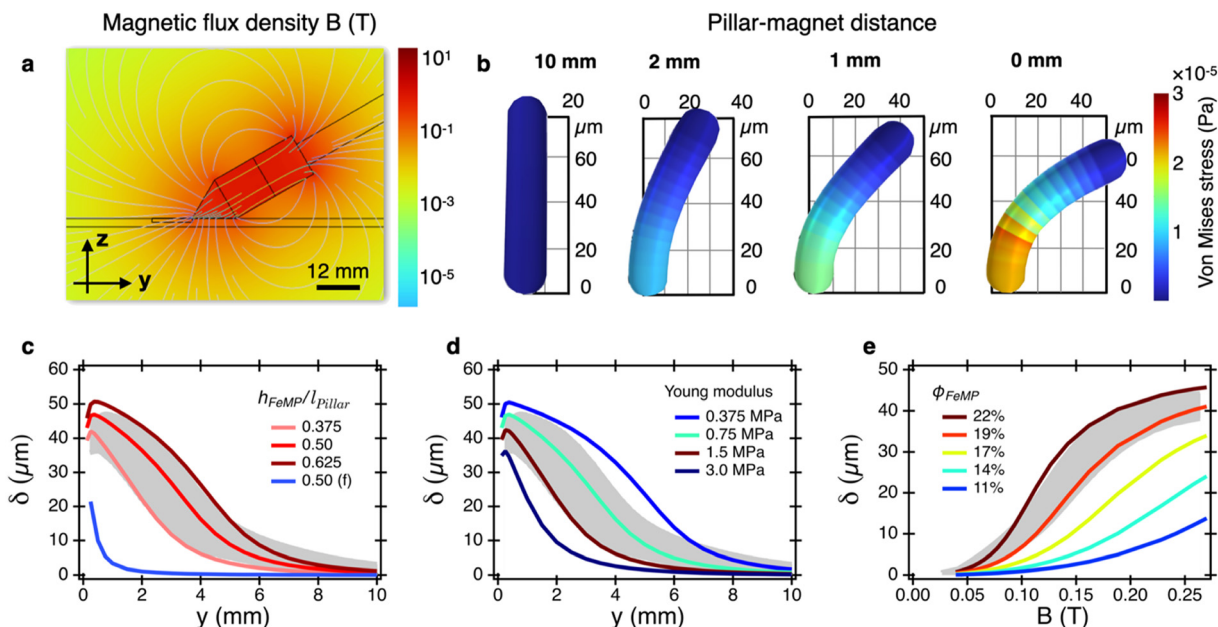 Magnetic flux density B (T)
Pillar-magnet distance
a
10¹
10⁻¹
10⁻³
10⁻⁵
z
y
12 mm
b
10 mm
2 mm
1 mm
0 mm
20
µm
60
40
20
0
0 20 40
µm
60
40
20
0
0 20 40
µm
60
40
20
0
0 20 40
µm
60
40
20
0
×10⁻⁵
3
2
1
Von Mises stress (Pa)
c
60
50
40
30
20
10
0
δ (µm)
0 2 4 6 8 10
y (mm)
h_FeMP/l_Pillar
0.375
0.50
0.625
0.50 (f)
d
60
50
40
30
20
10
0
δ (µm)
0 2 4 6 8 10
y (mm)
Young modulus
0.375 MPa
0.75 MPa
1.5 MPa
3.0 MPa
e
50
40
30
20
10
0
δ (µm)
0.00 0.05 0.10 0.15 0.20 0.25
B (T)
ϕ_FeMP
22%
19%
17%
14%
11%